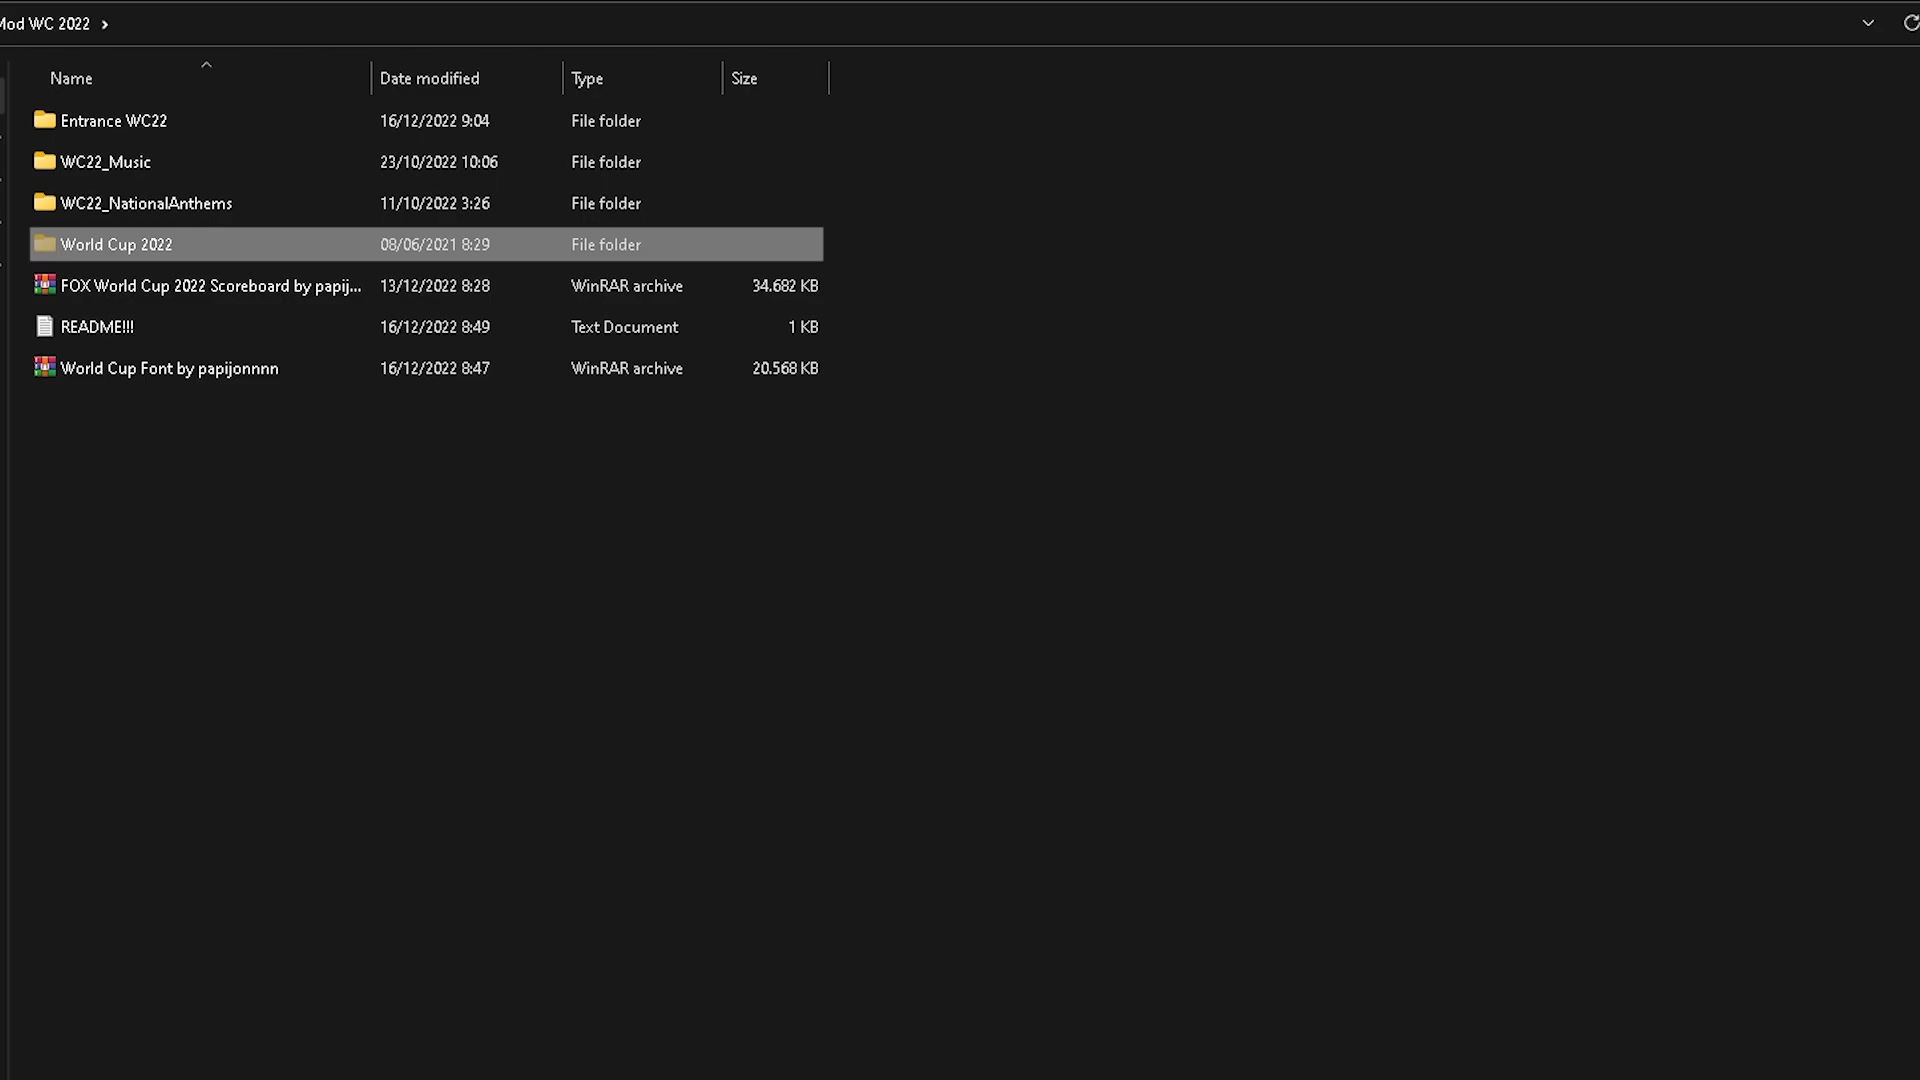 Mod WC 2022
Name Date modified Type Size
Entrance WC22 16/12/2022 9:04 File folder
WC22_Music 23/10/2022 10:06 File folder
WC22_NationalAnthems 11/10/2022 3:26 File folder
World Cup 2022 08/06/2021 8:29 File folder
FOX World Cup 2022 Scoreboard by papij... 13/12/2022 8:28 WinRAR archive 34.682 KB
README!!! 16/12/2022 8:49 Text Document 1 KB
World Cup Font by papijonnnn 16/12/2022 8:47 WinRAR archive 20.568 KB